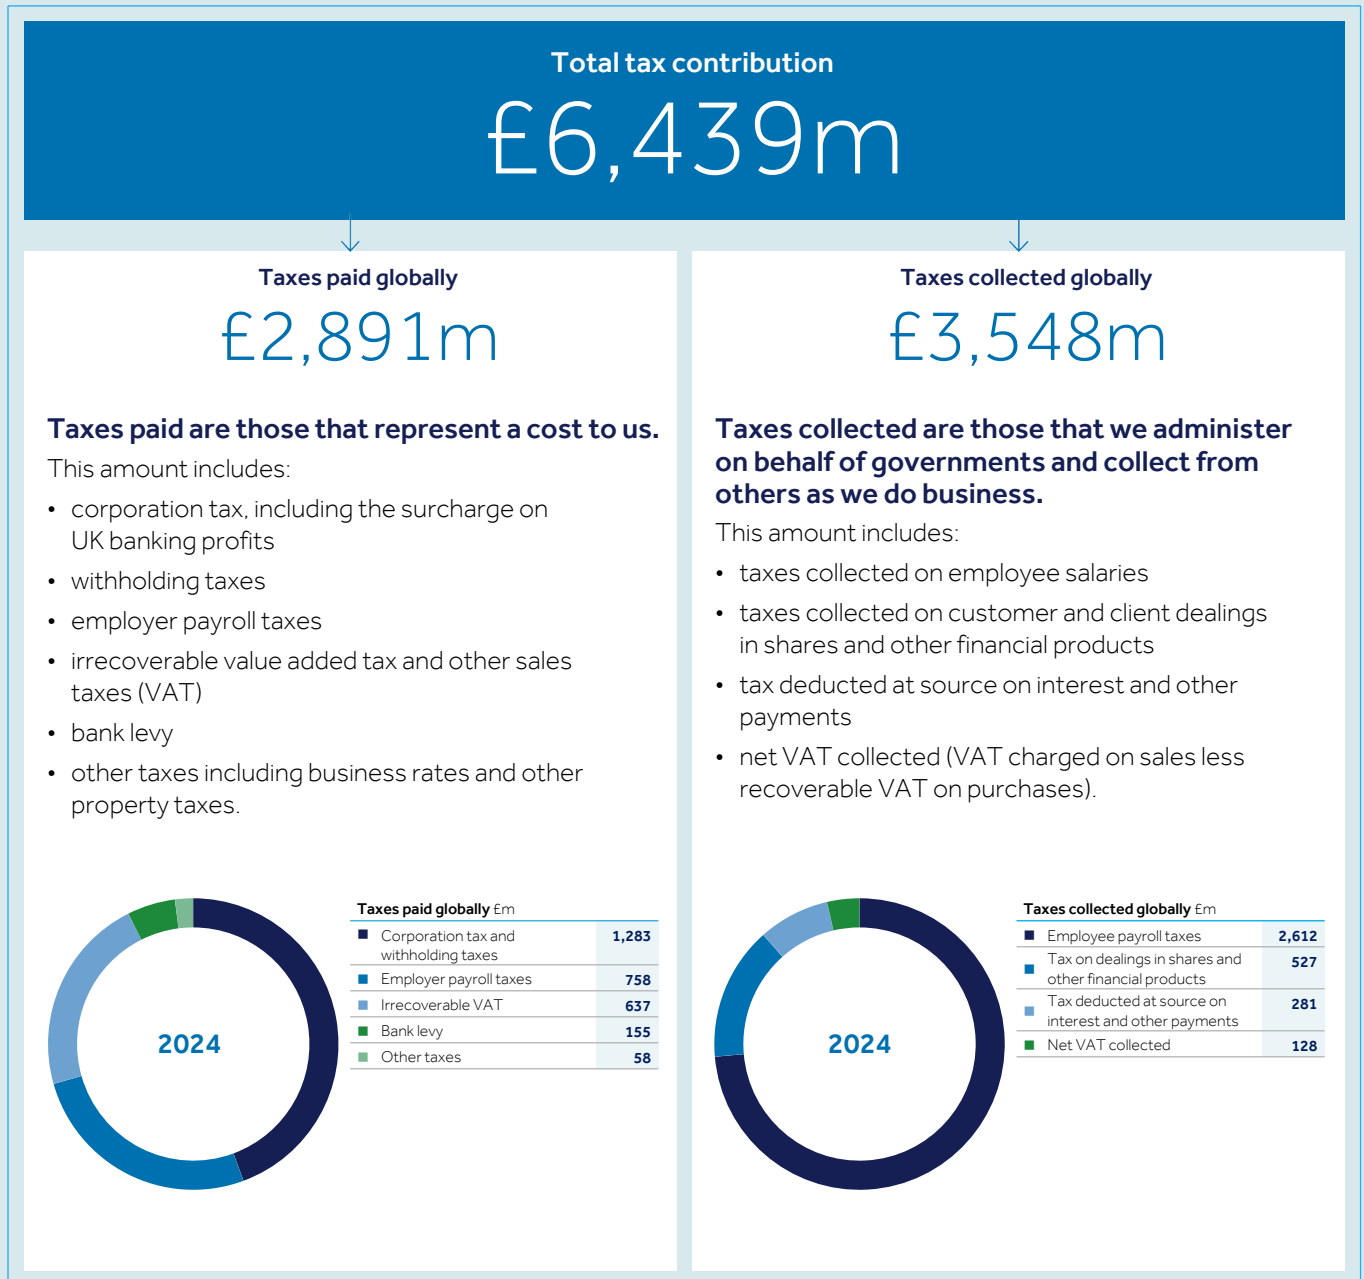 Total tax contribution
£6,439m
Taxes paid globally
£2,891m
Taxes paid are those that represent a cost to us.
This amount includes:
• corporation tax, including the surcharge on
UK banking profits
• withholding taxes
• employer payroll taxes
• irrecoverable value added tax and other sales
taxes (VAT)
• bank levy
• other taxes including business rates and other
property taxes.
2024
Taxes paid globally £m
Corporation tax and
withholding taxes 1,283
Employer payroll taxes 758
Irrecoverable VAT 637
Bank levy 155
Other taxes 58
Taxes collected globally
£3,548m
Taxes collected are those that we administer
on behalf of governments and collect from
others as we do business.
This amount includes:
• taxes collected on employee salaries
• taxes collected on customer and client dealings
in shares and other financial products
• tax deducted at source on interest and other
payments
• net VAT collected (VAT charged on sales less
recoverable VAT on purchases).
2024
Taxes collected globally £m
Employee payroll taxes 2,612
Tax on dealings in shares and
other financial products 527
Tax deducted at source on
interest and other payments 281
Net VAT collected 128